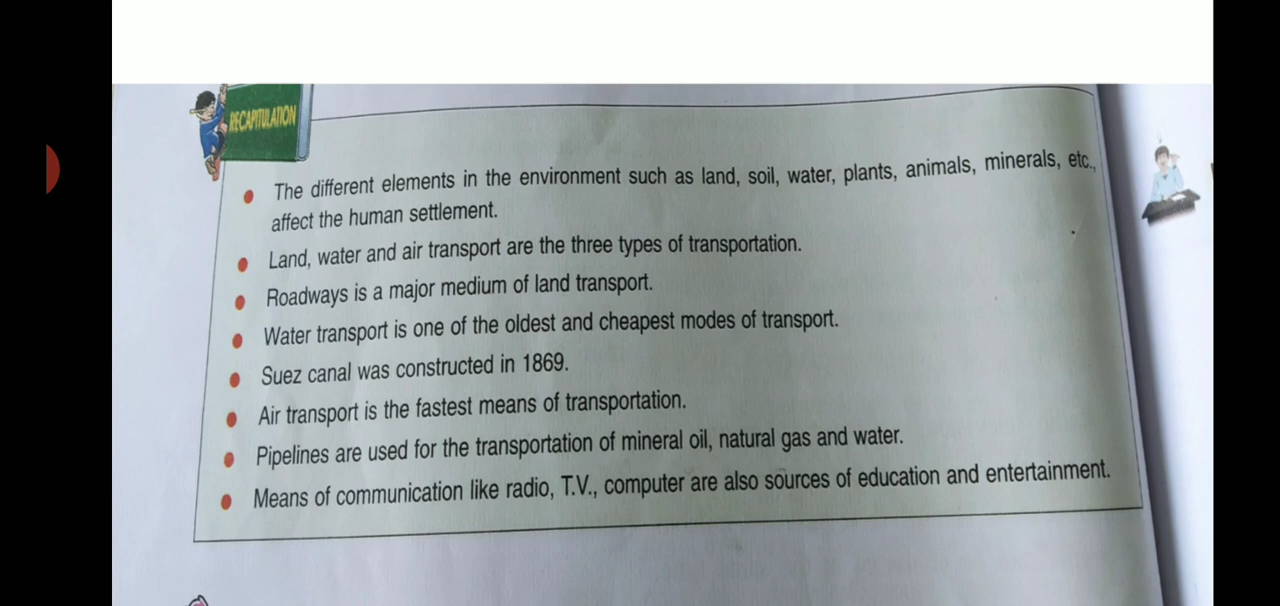 RECAPITULATION
The different elements in the environment such as land, soil, water, plants, animals, minerals, etc.,
affect the human settlement.
Land, water and air transport are the three types of transportation.
Roadways is a major medium of land transport.
Water transport is one of the oldest and cheapest modes of transport.
Suez canal was constructed in 1869.
Air transport is the fastest means of transportation.
Pipelines are used for the transportation of mineral oil, natural gas and water.
Means of communication like radio, T.V., computer are also sources of education and entertainment.